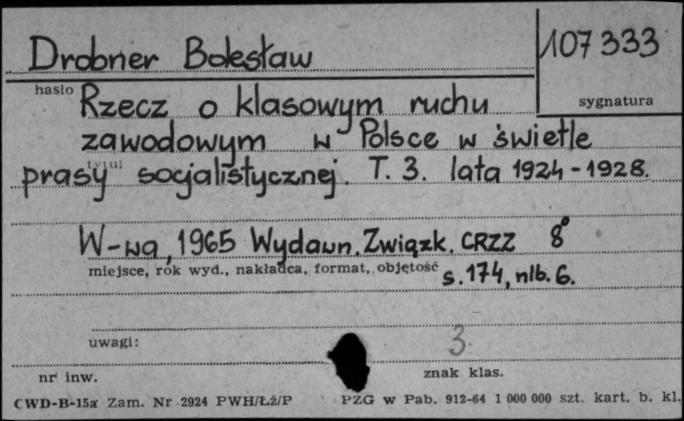 Drobner Bolesław
107333
hasło
sygnatura
Rzecz o klasowym ruchu
zawodowym w Polsce w świetle
tytuł
prasy socjalistycznej. T. 3. lata 1924-1928.
W-wa, 1965 Wydawn. Związk. CRZZ 8°
miejsce, rok wyd., nakładca, format, objętość
s. 174, nlb. 6.
uwagi:
3
nr inw.
znak klas.
CWD-B-15a Zam. Nr 2924 PWH/Łż/P
PZG w Pab. 912-64 1 000 000 szt. kart. b. kl.